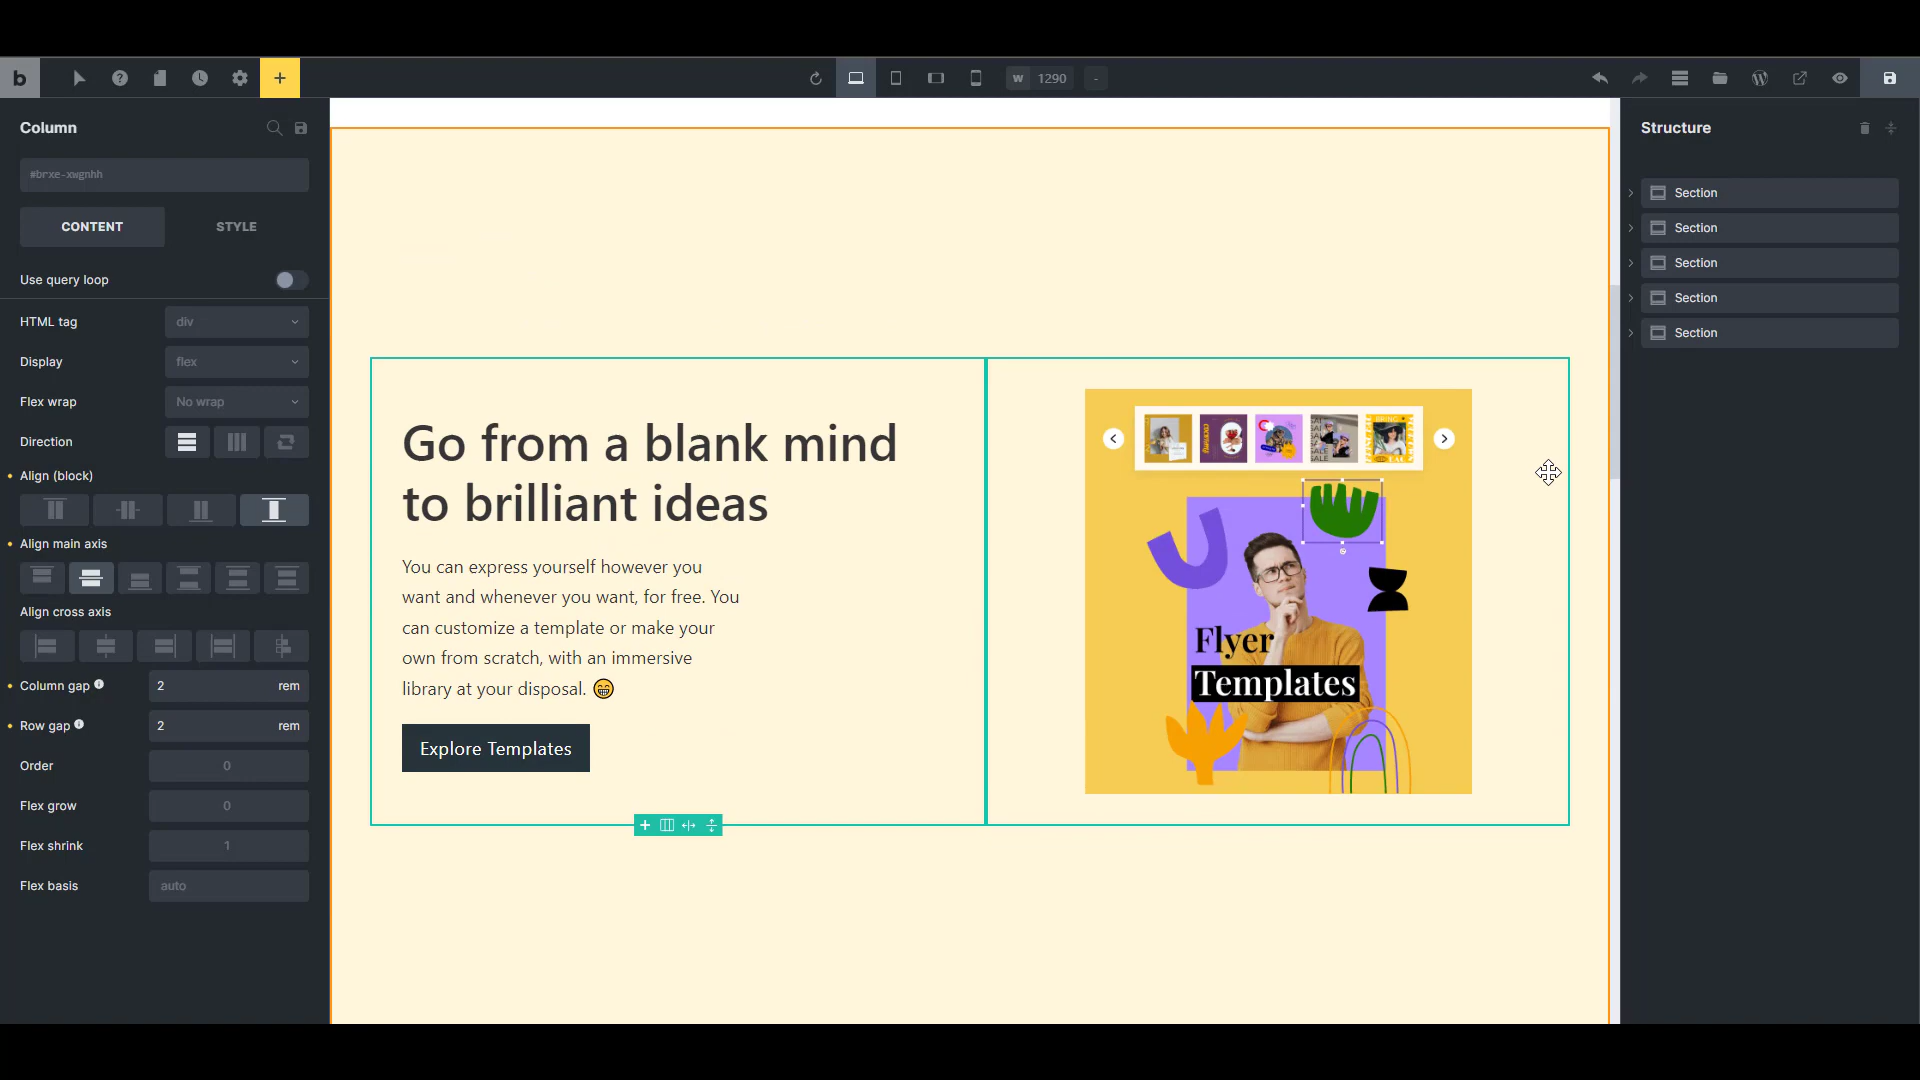 b
W 1290 -
Column
#brxe-xwgnhh
CONTENT STYLE
Use query loop
HTML tag div
Display flex
Flex wrap No wrap
Direction
Align (block)
Align main axis
Align cross axis
Column gap 2 rem
Row gap 2 rem
Order 0
Flex grow 0
Flex shrink 1
Flex basis auto
Go from a blank mind
to brilliant ideas
You can express yourself however you
want and whenever you want, for free. You
can customize a template or make your
own from scratch, with an immersive
library at your disposal. 😁
Explore Templates
Flyer
Templates
Structure
Section
Section
Section
Section
Section